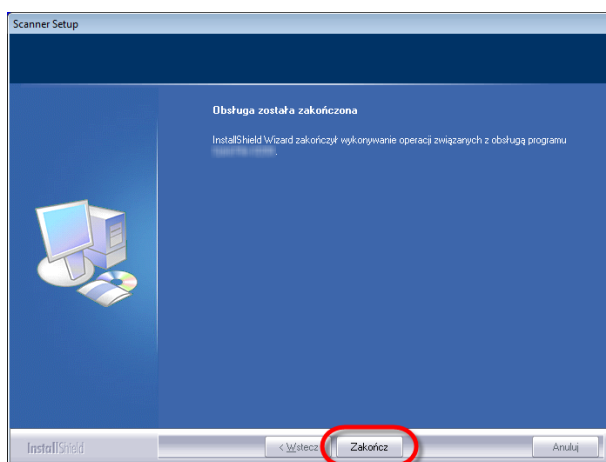 Scanner Setup
Obsługa została zakończona
InstallShield Wizard zakończył wykonywanie operacji związanych z obsługą programu
.
InstallShield
< Wstecz
Zakończ
Anuluj